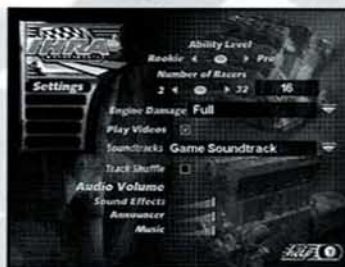 IHRA
Settings
Ability Level
Rookie Pro
Number of Racers
2 32 16
Engine Damage Full
Play Videos
Soundtracks Game Soundtrack
Track Shuffle
Audio Volume
Sound Effects
Announcer
Music
help